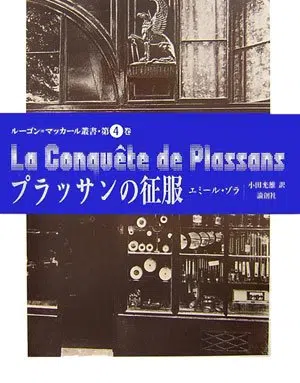 ルーゴン=マッカール叢書・第4巻
La Conquête de Plassans
プラッサンの征服 エミール・ゾラ
小田光雄 訳
論創社